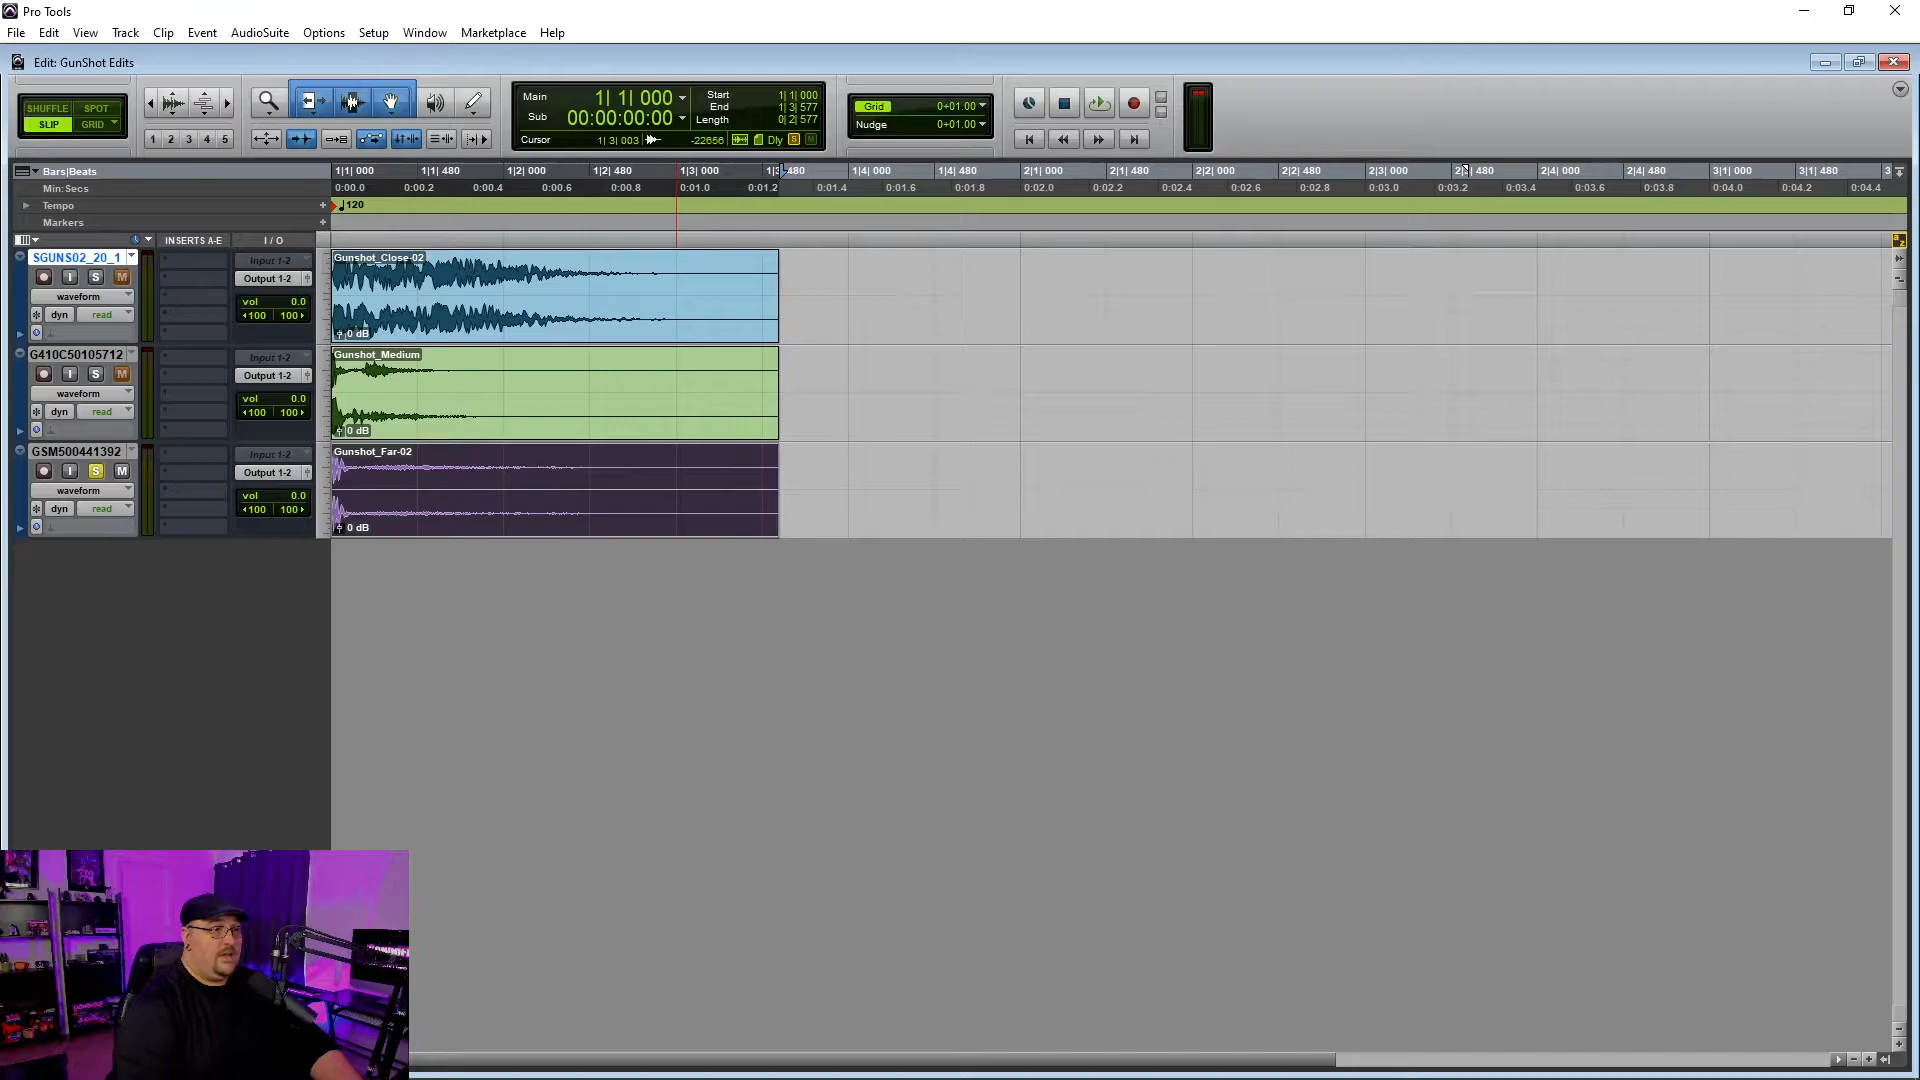 Pro Tools
File Edit View Track Clip Event AudioSuite Options Setup Window Marketplace Help
Edit: GunShot Edits
SHUFFLE SPOT
SLIP GRID
1 2 3 4 5
Main 1| 1| 000
Sub 00:00:00:00
Cursor 1| 3| 003 -22656 Dly S M
Start 1| 1| 000
End 1| 3| 577
Length 0| 2| 577
Grid 0+01.00
Nudge 0+01.00
Bars|Beats 1|1| 000 1|1| 480 1|2| 000 1|2| 480 1|3| 000 1|3 480 1|4| 000 1|4| 480 2|1| 000 2|1| 480 2|2| 000 2|2| 480 2|3| 000 2| 480 2|4| 000 2|4| 480 3|1| 000 3|1| 480 3
Min:Secs 0:00.0 0:00.2 0:00.4 0:00.6 0:00.8 0:01.0 0:01.2 0:01.4 0:01.6 0:01.8 0:02.0 0:02.2 0:02.4 0:02.6 0:02.8 0:03.0 0:03.2 0:03.4 0:03.6 0:03.8 0:04.0 0:04.2 0:04.4
Tempo + 120
Markers +
INSERTS A-E I / O
SGUNS02_20_1 Input 1-2 Gunshot_Close-02
I S M Output 1-2
waveform vol 0.0
dyn read 100 100
0 dB
G410C50105712 Input 1-2 Gunshot_Medium
I S M Output 1-2
waveform vol 0.0
dyn read 100 100
0 dB
GSM500441392 Input 1-2 Gunshot_Far-02
I S M Output 1-2
waveform vol 0.0
dyn read 100 100
0 dB